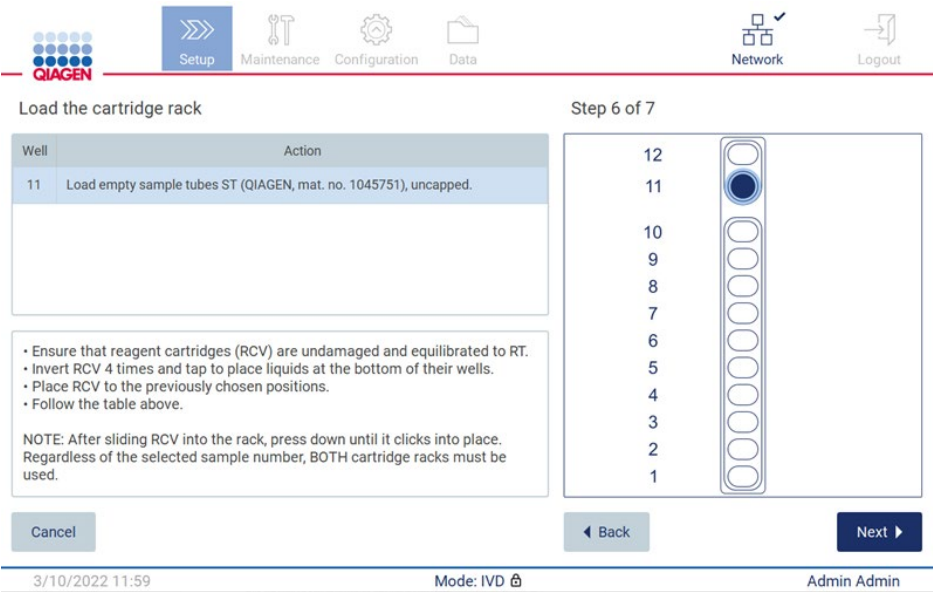 QIAGEN
Setup
Maintenance
Configuration
Data
Network
Logout
Load the cartridge rack
Step 6 of 7
Well Action
11 Load empty sample tubes ST (QIAGEN, mat. no. 1045751), uncapped.
• Ensure that reagent cartridges (RCV) are undamaged and equilibrated to RT.
• Invert RCV 4 times and tap to place liquids at the bottom of their wells.
• Place RCV to the previously chosen positions.
• Follow the table above.
NOTE: After sliding RCV into the rack, press down until it clicks into place.
Regardless of the selected sample number, BOTH cartridge racks must be
used.
12
11
10
9
8
7
6
5
4
3
2
1
Cancel
Back
Next
3/10/2022 11:59
Mode: IVD
Admin Admin